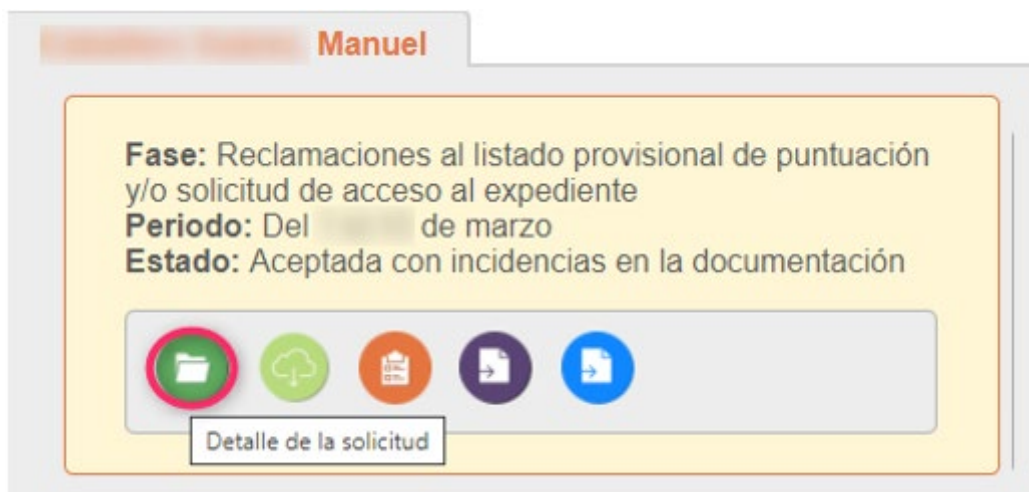 Manuel
Fase: Reclamaciones al listado provisional de puntuación
y/o solicitud de acceso al expediente
Periodo: Del de marzo
Estado: Aceptada con incidencias en la documentación
Detalle de la solicitud